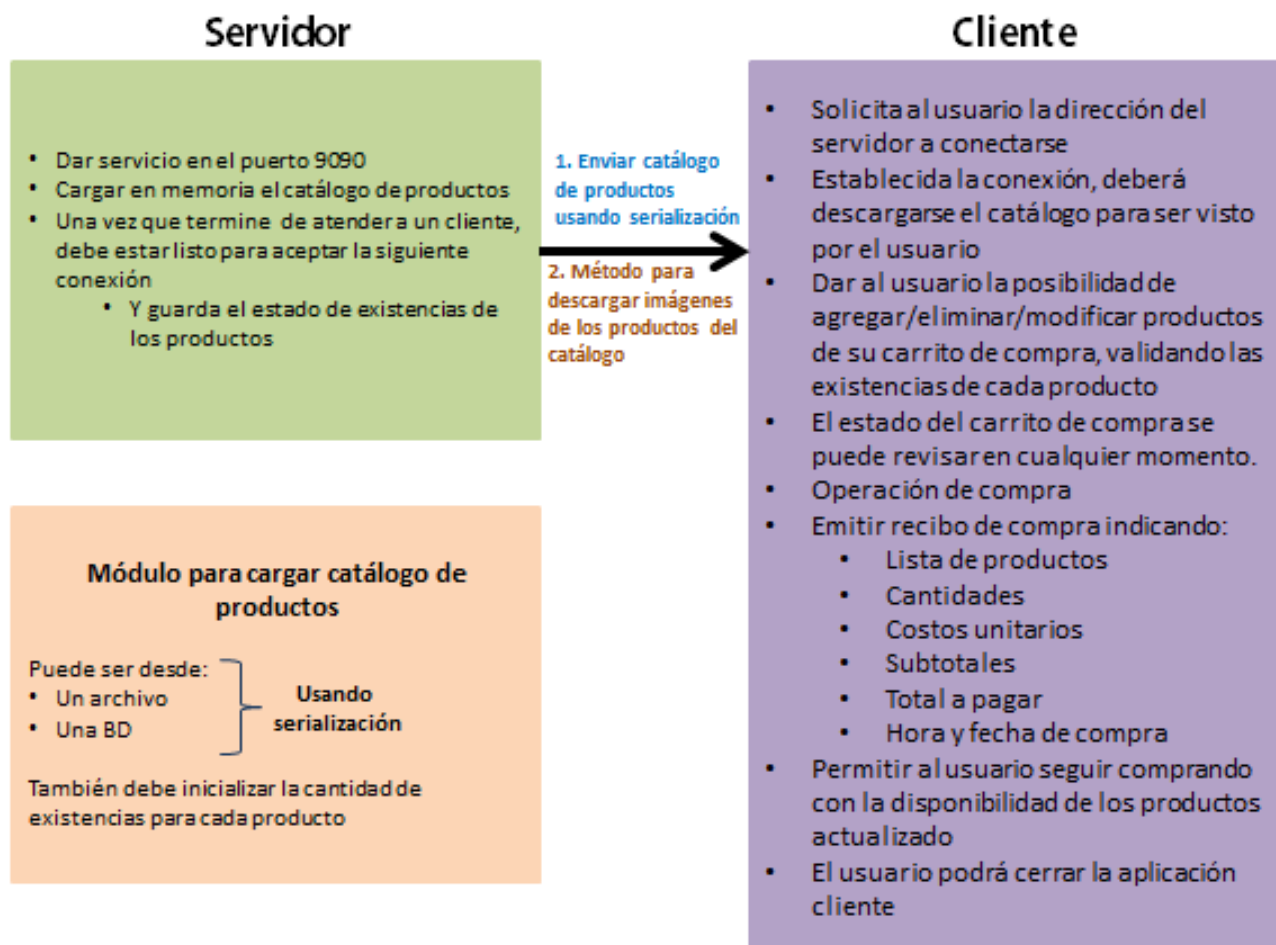 Servidor
• Dar servicio en el puerto 9090
• Cargar en memoria el catálogo de productos
• Una vez que termine de atender a un cliente,
debe estar listo para aceptar la siguiente
conexión
• Y guarda el estado de existencias de
los productos
1. Enviar catálogo
de productos
usando serialización
2. Método para
descargar imágenes
de los productos del
catálogo
Módulo para cargar catálogo de
productos
Puede ser desde:
• Un archivo
• Una BD
Usando
serialización
También debe inicializar la cantidad de
existencias para cada producto
Cliente
• Solicita al usuario la dirección del
servidor a conectarse
• Establecida la conexión, deberá
descargarse el catálogo para ser visto
por el usuario
• Dar al usuario la posibilidad de
agregar/eliminar/modificar productos
de su carrito de compra, validando las
existencias de cada producto
• El estado del carrito de compra se
puede revisar en cualquier momento.
• Operación de compra
• Emitir recibo de compra indicando:
• Lista de productos
• Cantidades
• Costos unitarios
• Subtotales
• Total a pagar
• Hora y fecha de compra
• Permitir al usuario seguir comprando
con la disponibilidad de los productos
actualizado
• El usuario podrá cerrar la aplicación
cliente